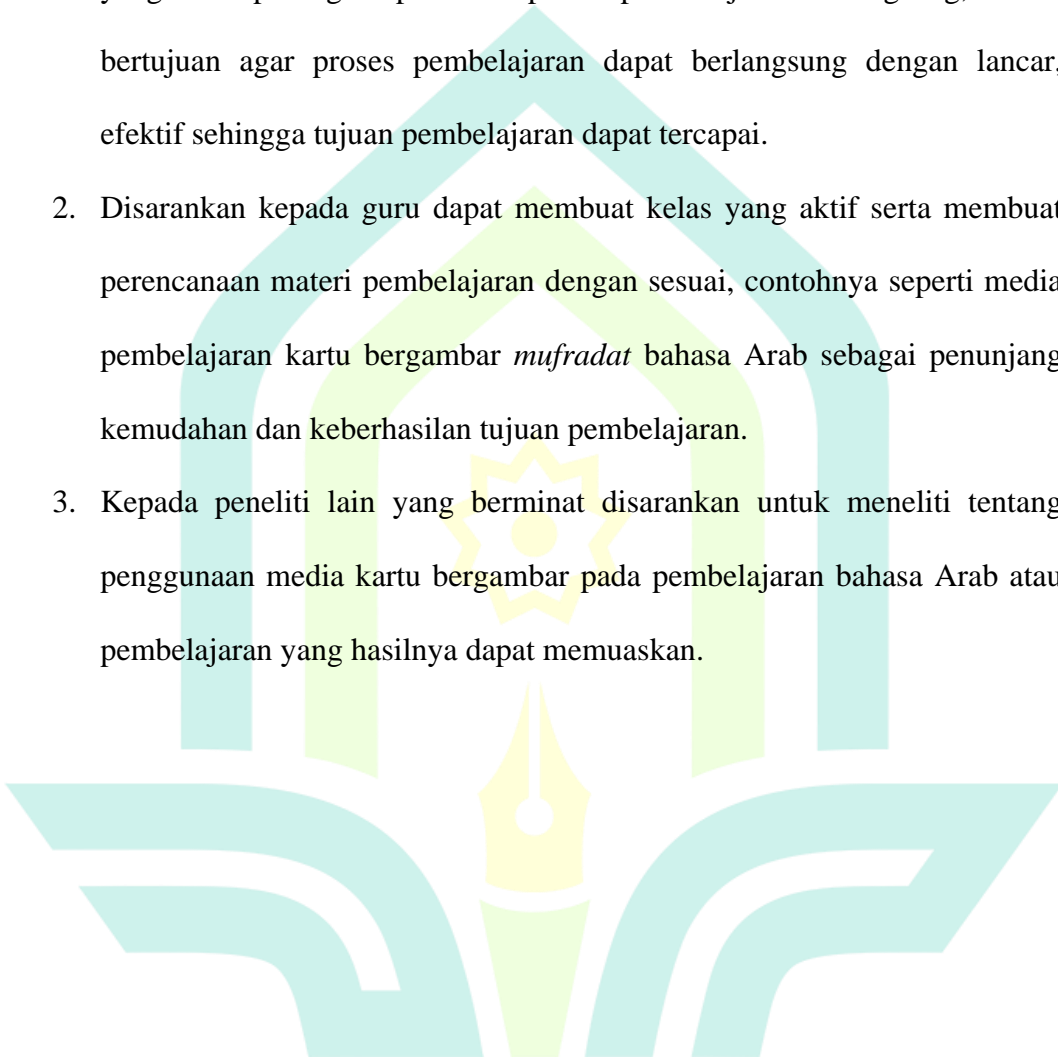 bertujuan agar proses pembelajaran dapat berlangsung dengan lancar,
efektif sehingga tujuan pembelajaran dapat tercapai.
2. Disarankan kepada guru dapat membuat kelas yang aktif serta membuat
perencanaan materi pembelajaran dengan sesuai, contohnya seperti media
pembelajaran kartu bergambar mufradat bahasa Arab sebagai penunjang
kemudahan dan keberhasilan tujuan pembelajaran.
3. Kepada peneliti lain yang berminat disarankan untuk meneliti tentang
penggunaan media kartu bergambar pada pembelajaran bahasa Arab atau
pembelajaran yang hasilnya dapat memuaskan.